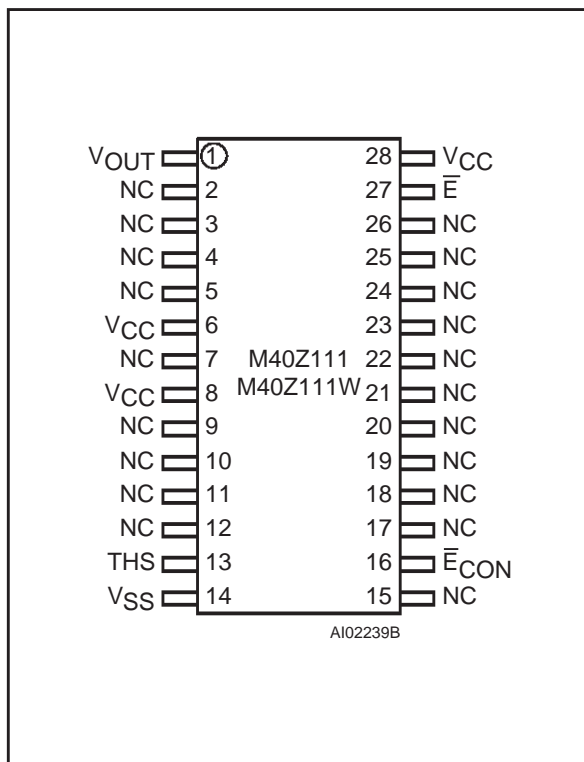 VOUT 1 28 VCC
NC 2 27 E̅
NC 3 26 NC
NC 4 25 NC
NC 5 24 NC
VCC 6 23 NC
NC 7 M40Z111 22 NC
VCC 8 M40Z111W 21 NC
NC 9 20 NC
NC 10 19 NC
NC 11 18 NC
NC 12 17 NC
THS 13 16 E̅CON
VSS 14 15 NC
AI02239B